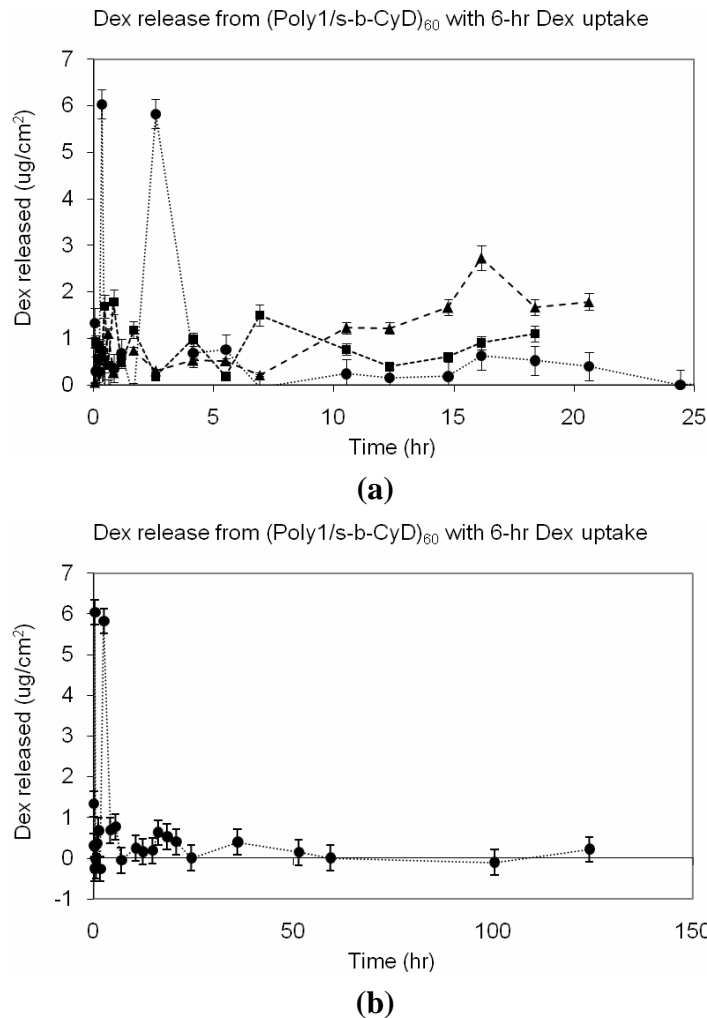 Dex release from (Poly1/s-b-CyD)₆₀ with 6-hr Dex uptake
7
6
5
4
3
2
1
0
Dex released (ug/cm²)
0 5 10 15 20 25
Time (hr)
(a)
Dex release from (Poly1/s-b-CyD)₆₀ with 6-hr Dex uptake
7
6
5
4
3
2
1
0
-1
Dex released (ug/cm²)
0 50 100 150
Time (hr)
(b)